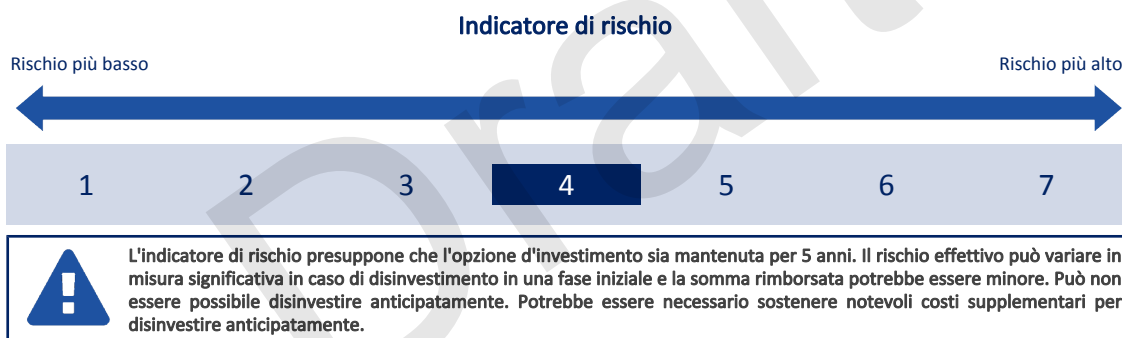 Indicatore di rischio
Rischio più basso
Rischio più alto
1 2 3 4 5 6 7
L'indicatore di rischio presuppone che l'opzione d'investimento sia mantenuta per 5 anni. Il rischio effettivo può variare in
misura significativa in caso di disinvestimento in una fase iniziale e la somma rimborsata potrebbe essere minore. Può non
essere possibile disinvestire anticipatamente. Potrebbe essere necessario sostenere notevoli costi supplementari per
disinvestire anticipatamente.
Draft